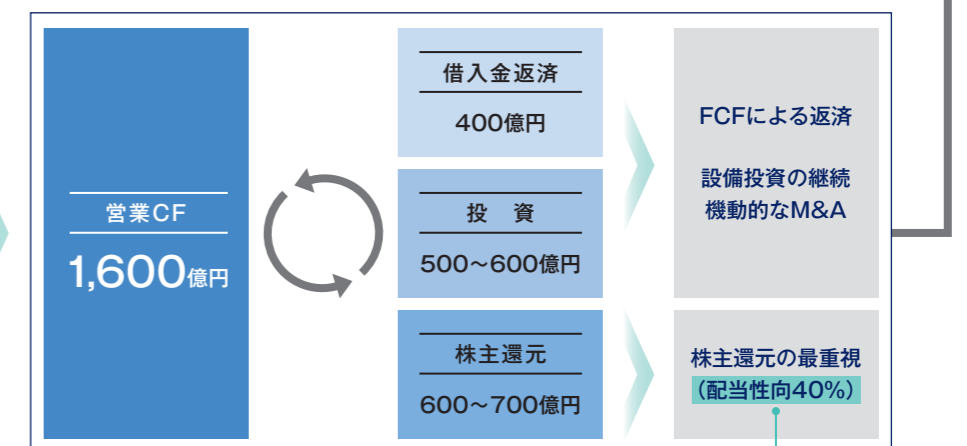 営業CF
1,600億円
借入金返済
400億円
投　資
500～600億円
株主還元
600～700億円
FCFによる返済
設備投資の継続
機動的なM&A
株主還元の最重視
（配当性向40%）